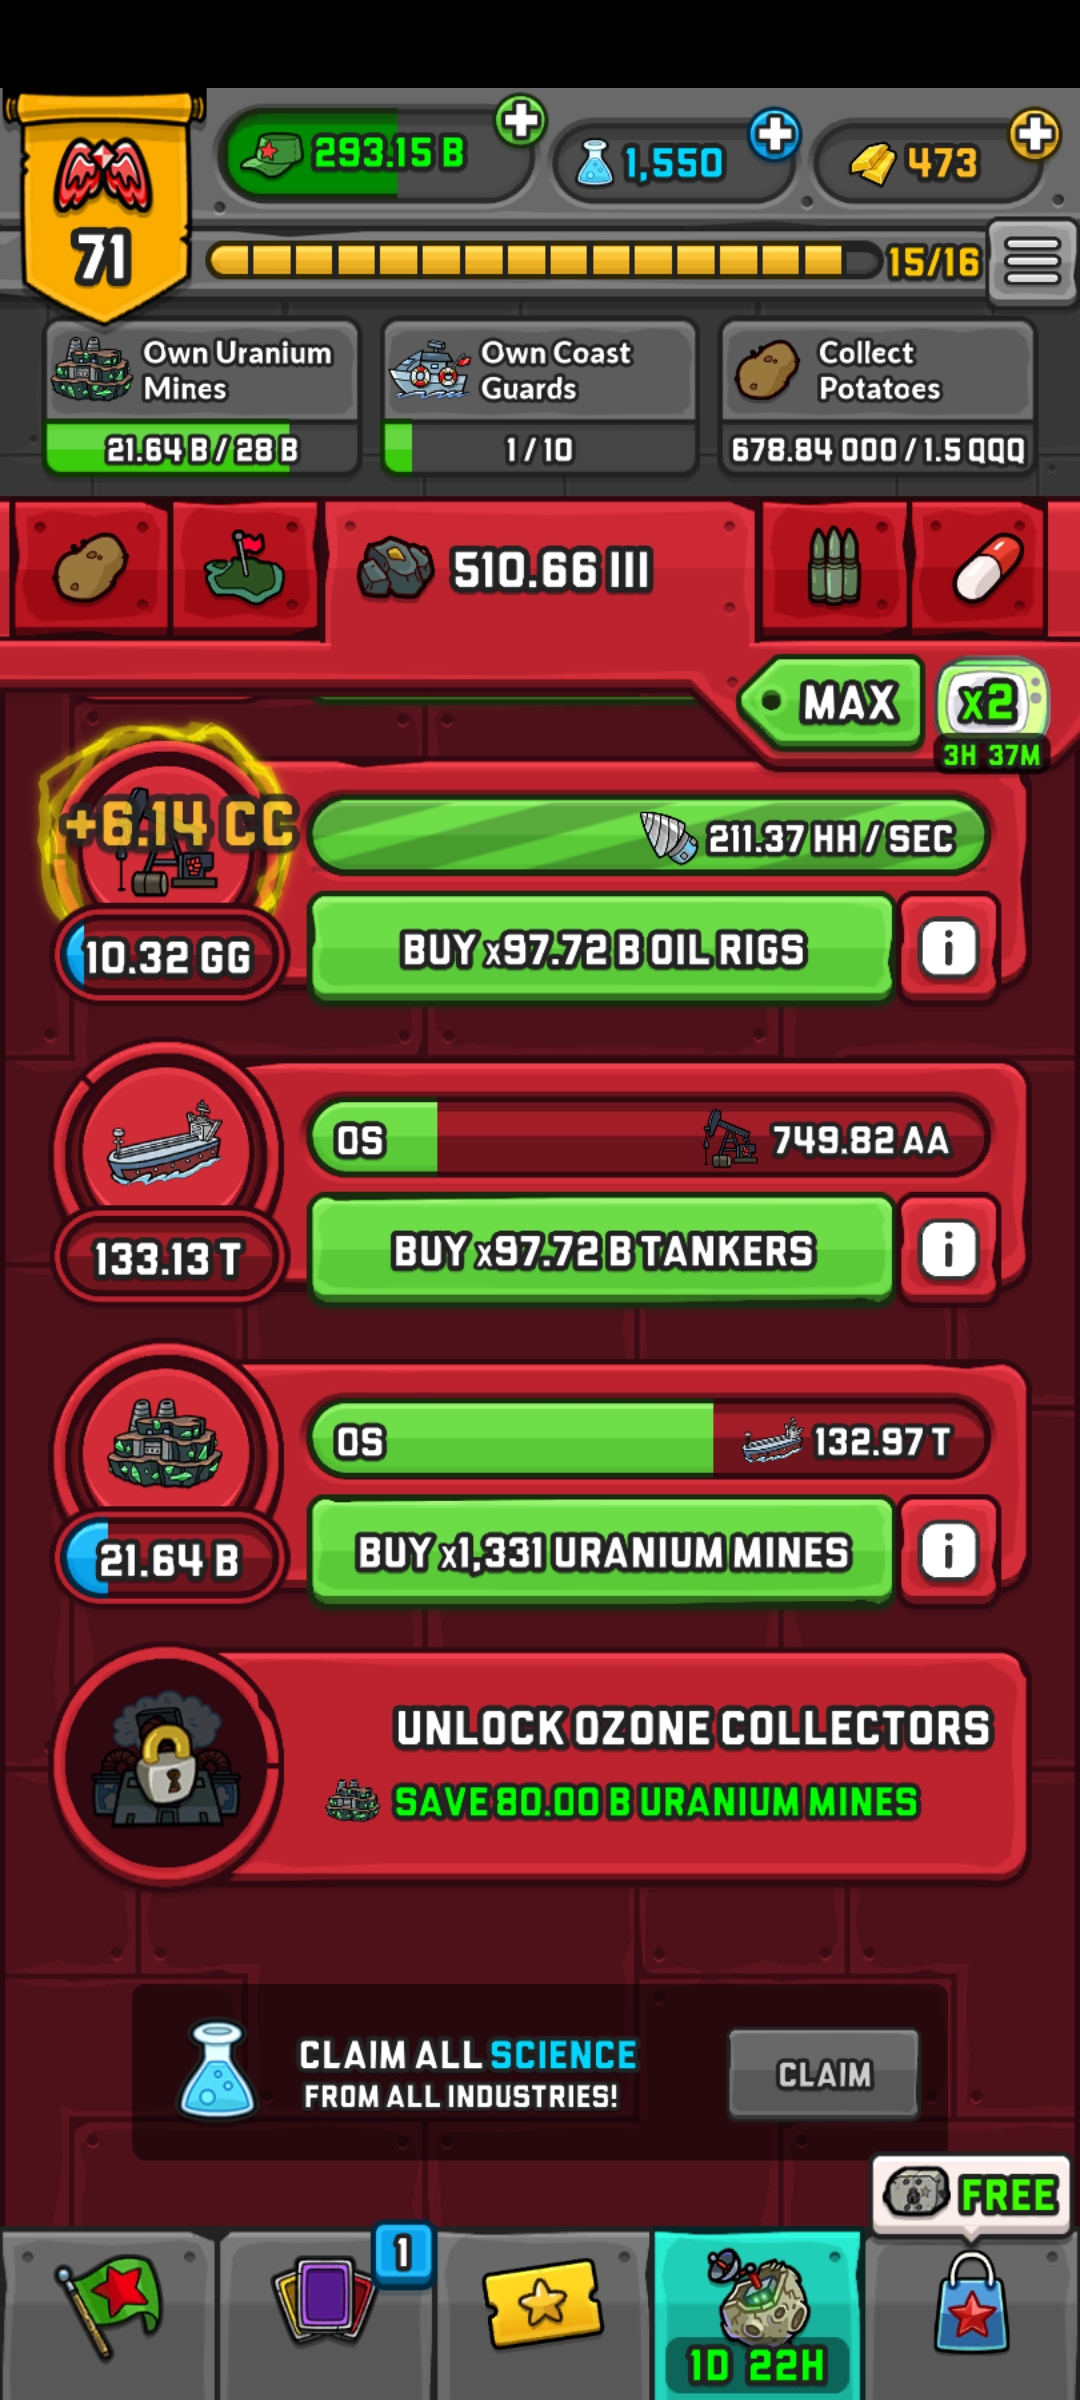 293.15 B
1,550
473
71
15/16
Own Uranium
Mines
21.64 B / 28 B
Own Coast
Guards
1 / 10
Collect
Potatoes
678.84 OOO / 1.5 QQQ
510.66 III
MAX
x2
3H 37M
+6.14 CC
211.37 HH / SEC
10.32 GG
BUY x97.72 B OIL RIGS
i
0S
749.82 AA
133.13 T
BUY x97.72 B TANKERS
i
0S
132.97 T
21.64 B
BUY x1,331 URANIUM MINES
i
UNLOCK OZONE COLLECTORS
SAVE 80.00 B URANIUM MINES
CLAIM ALL SCIENCE
FROM ALL INDUSTRIES!
CLAIM
FREE
1
1D 22H